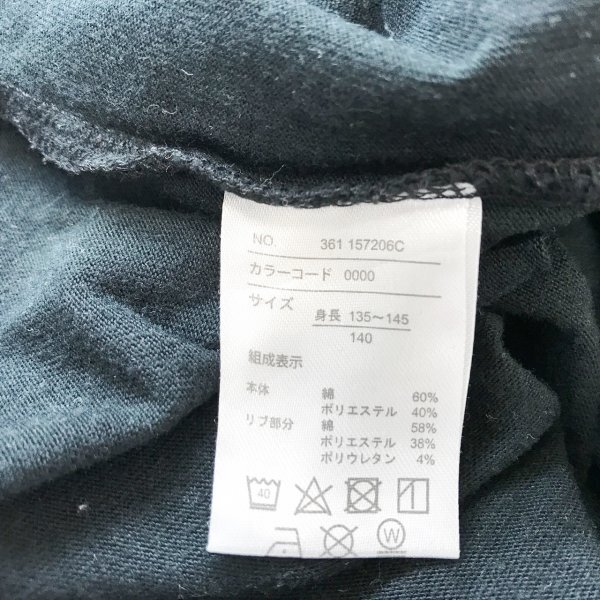 NO. 361 157206C
カラーコード 0000
サイズ 身長 135〜145
140
組成表示
本体 綿 60%
ポリエステル 40%
リブ部分 綿 58%
ポリエステル 38%
ポリウレタン 4%
40
W